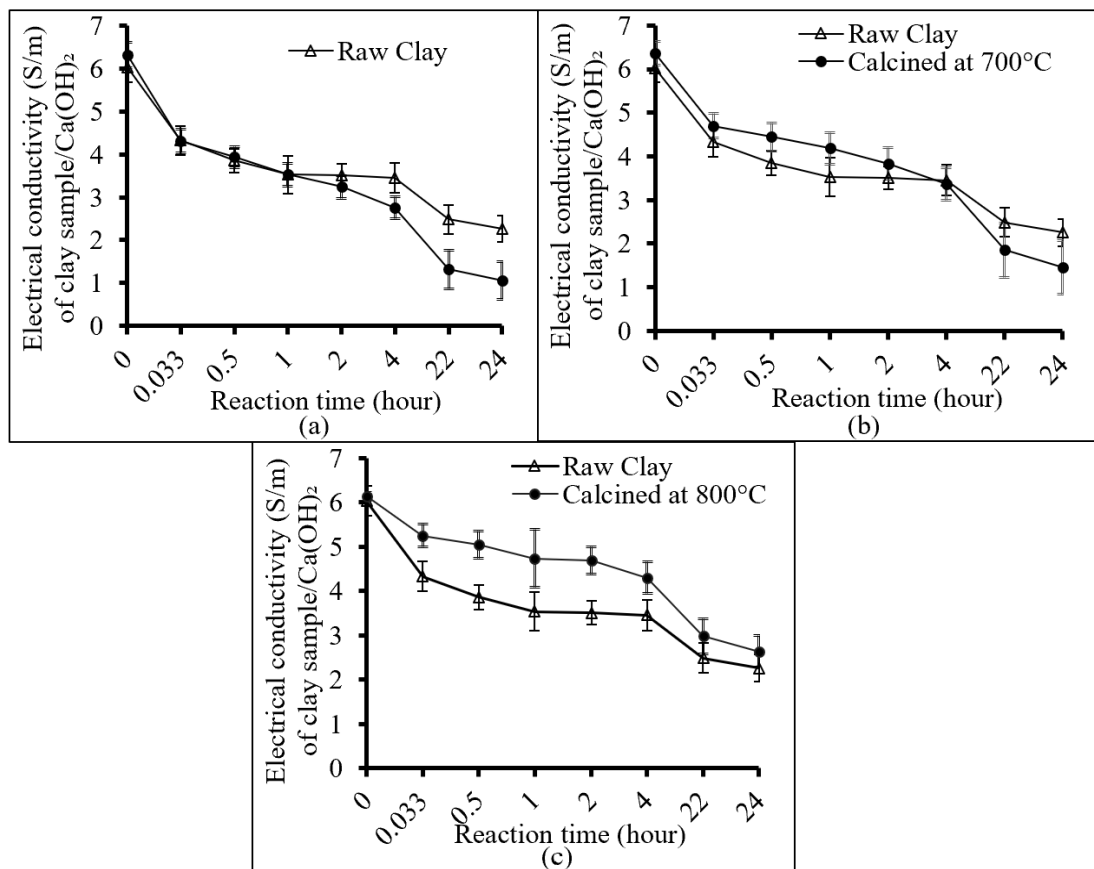 Electrical conductivity (S/m)
of clay sample/Ca(OH)₂
7
6
5
4
3
2
1
0
Raw Clay
0
0.033
0.5
1
2
4
22
24
Reaction time (hour)
(a)
Electrical conductivity (S/m)
of clay sample/Ca(OH)₂
7
6
5
4
3
2
1
0
Raw Clay
Calcined at 700°C
0
0.033
0.5
1
2
4
22
24
Reaction time (hour)
(b)
Electrical conductivity (S/m)
of clay sample/Ca(OH)₂
7
6
5
4
3
2
1
0
Raw Clay
Calcined at 800°C
0
0.033
0.5
1
2
4
22
24
Reaction time (hour)
(c)